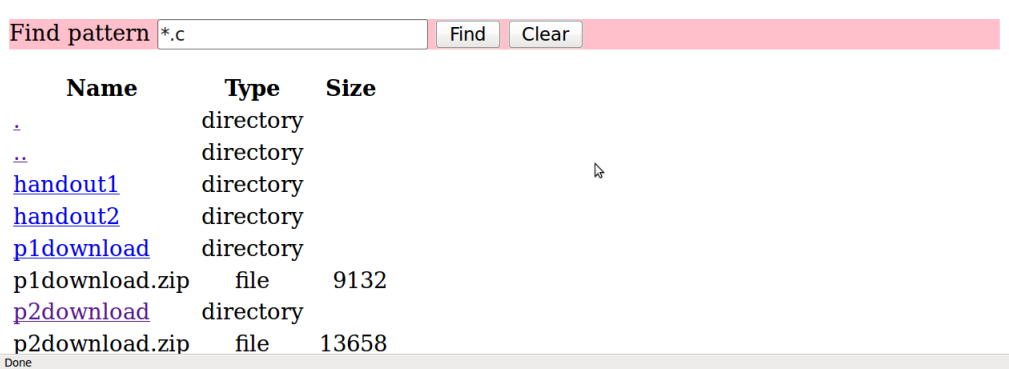 Find pattern *.c Find Clear
Name Type Size
. directory
.. directory
handout1 directory
handout2 directory
p1download directory
p1download.zip file 9132
p2download directory
p2download.zip file 13658
Done